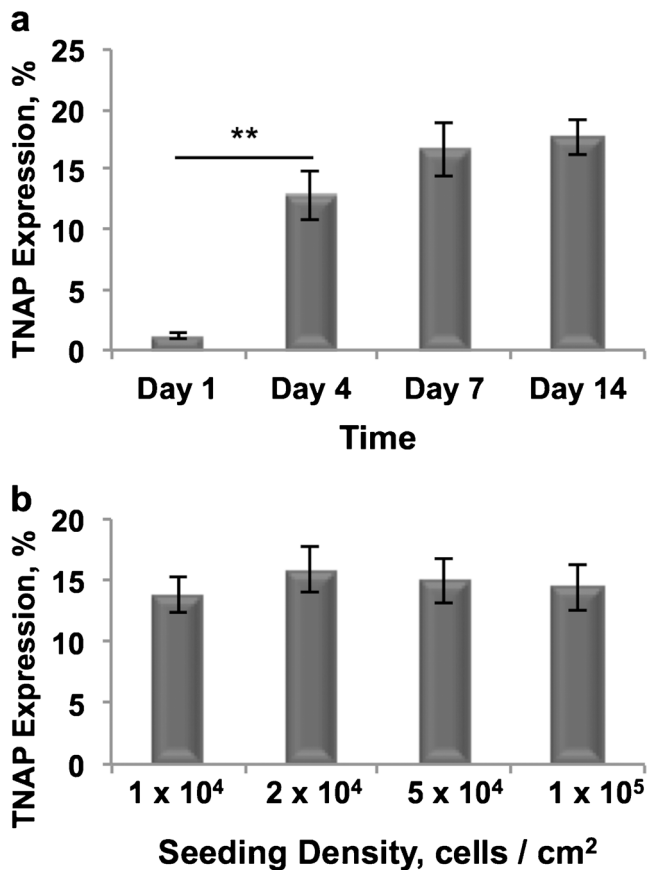 a
TNAP Expression, %
25
20
15
10
5
0
**
Day 1 Day 4 Day 7 Day 14
Time
b
TNAP Expression, %
20
15
10
5
0
1 x 10⁴ 2 x 10⁴ 5 x 10⁴ 1 x 10⁵
Seeding Density, cells / cm²